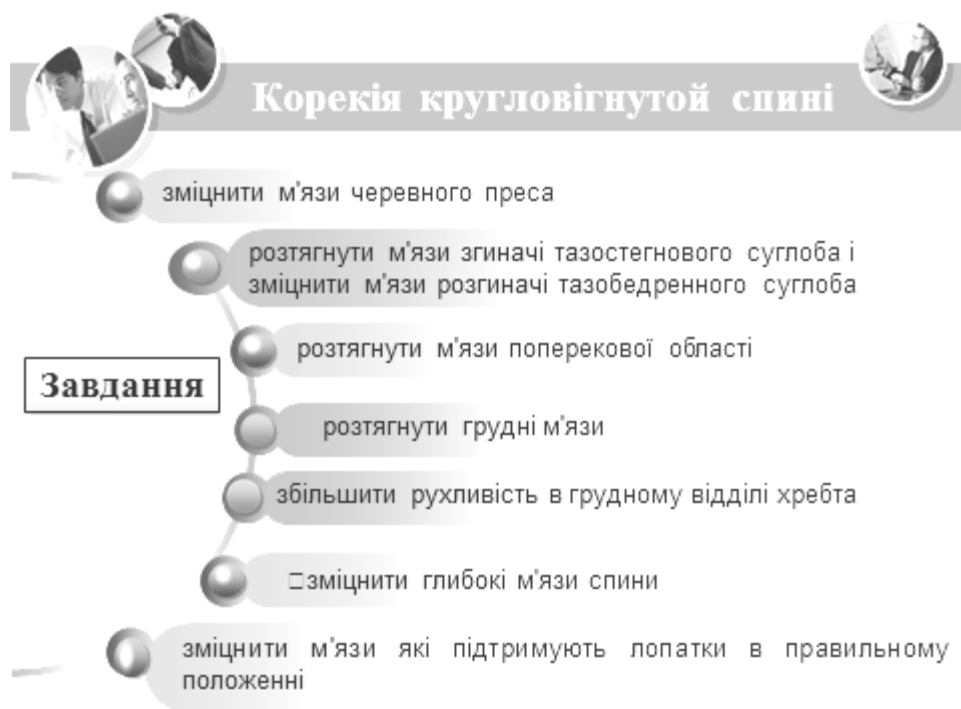 Корекія кругловігнутой спині
зміцнити м'язи черевного преса
розтягнути м'язи згиначі тазостегнового суглоба і
зміцнити м'язи розгиначі тазобедренного суглоба
розтягнути м'язи поперекової області
Завдання
розтягнути грудні м'язи
збільшити рухливість в грудному відділі хребта
□зміцнити глибокі м'язи спини
зміцнити м'язи які підтримують лопатки в правильному
положенні